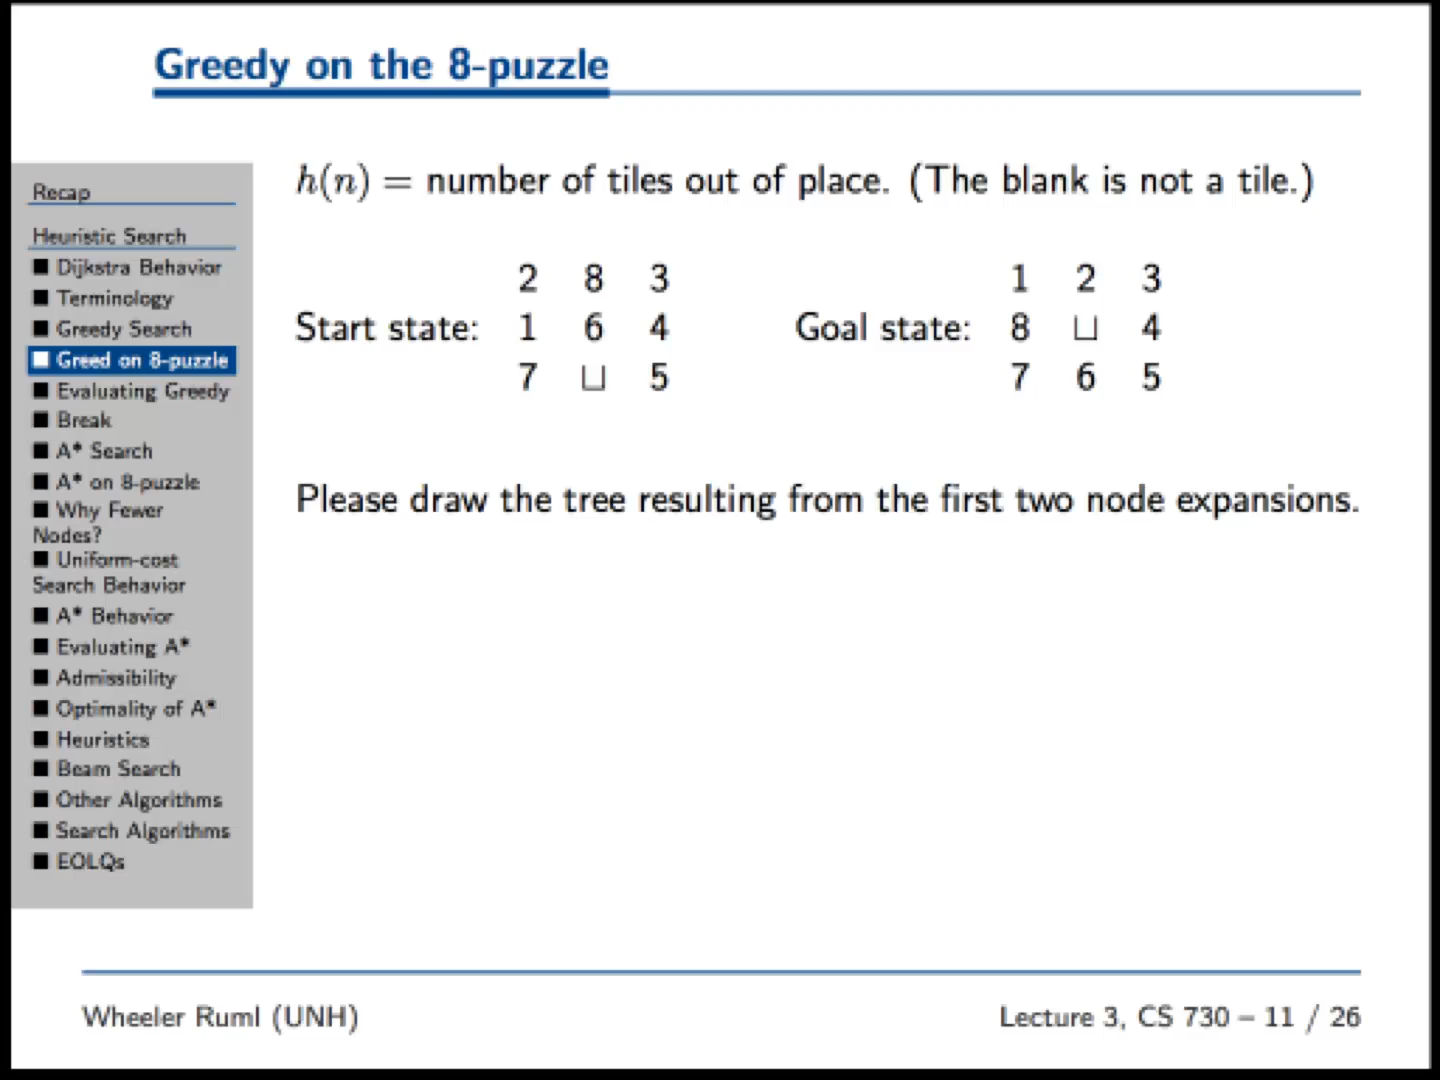 Greedy on the 8-puzzle
Recap
Heuristic Search
Dijkstra Behavior
Terminology
Greedy Search
Greed on 8-puzzle
Evaluating Greedy
Break
A* Search
A* on 8-puzzle
Why Fewer
Nodes?
Uniform-cost
Search Behavior
A* Behavior
Evaluating A*
Admissibility
Optimality of A*
Heuristics
Beam Search
Other Algorithms
Search Algorithms
EOLQs
h(n) = number of tiles out of place. (The blank is not a tile.)
2 8 3
Start state: 1 6 4
7 ⊔ 5
1 2 3
Goal state: 8 ⊔ 4
7 6 5
Please draw the tree resulting from the first two node expansions.
Wheeler Ruml (UNH)
Lecture 3, CS 730 – 11 / 26